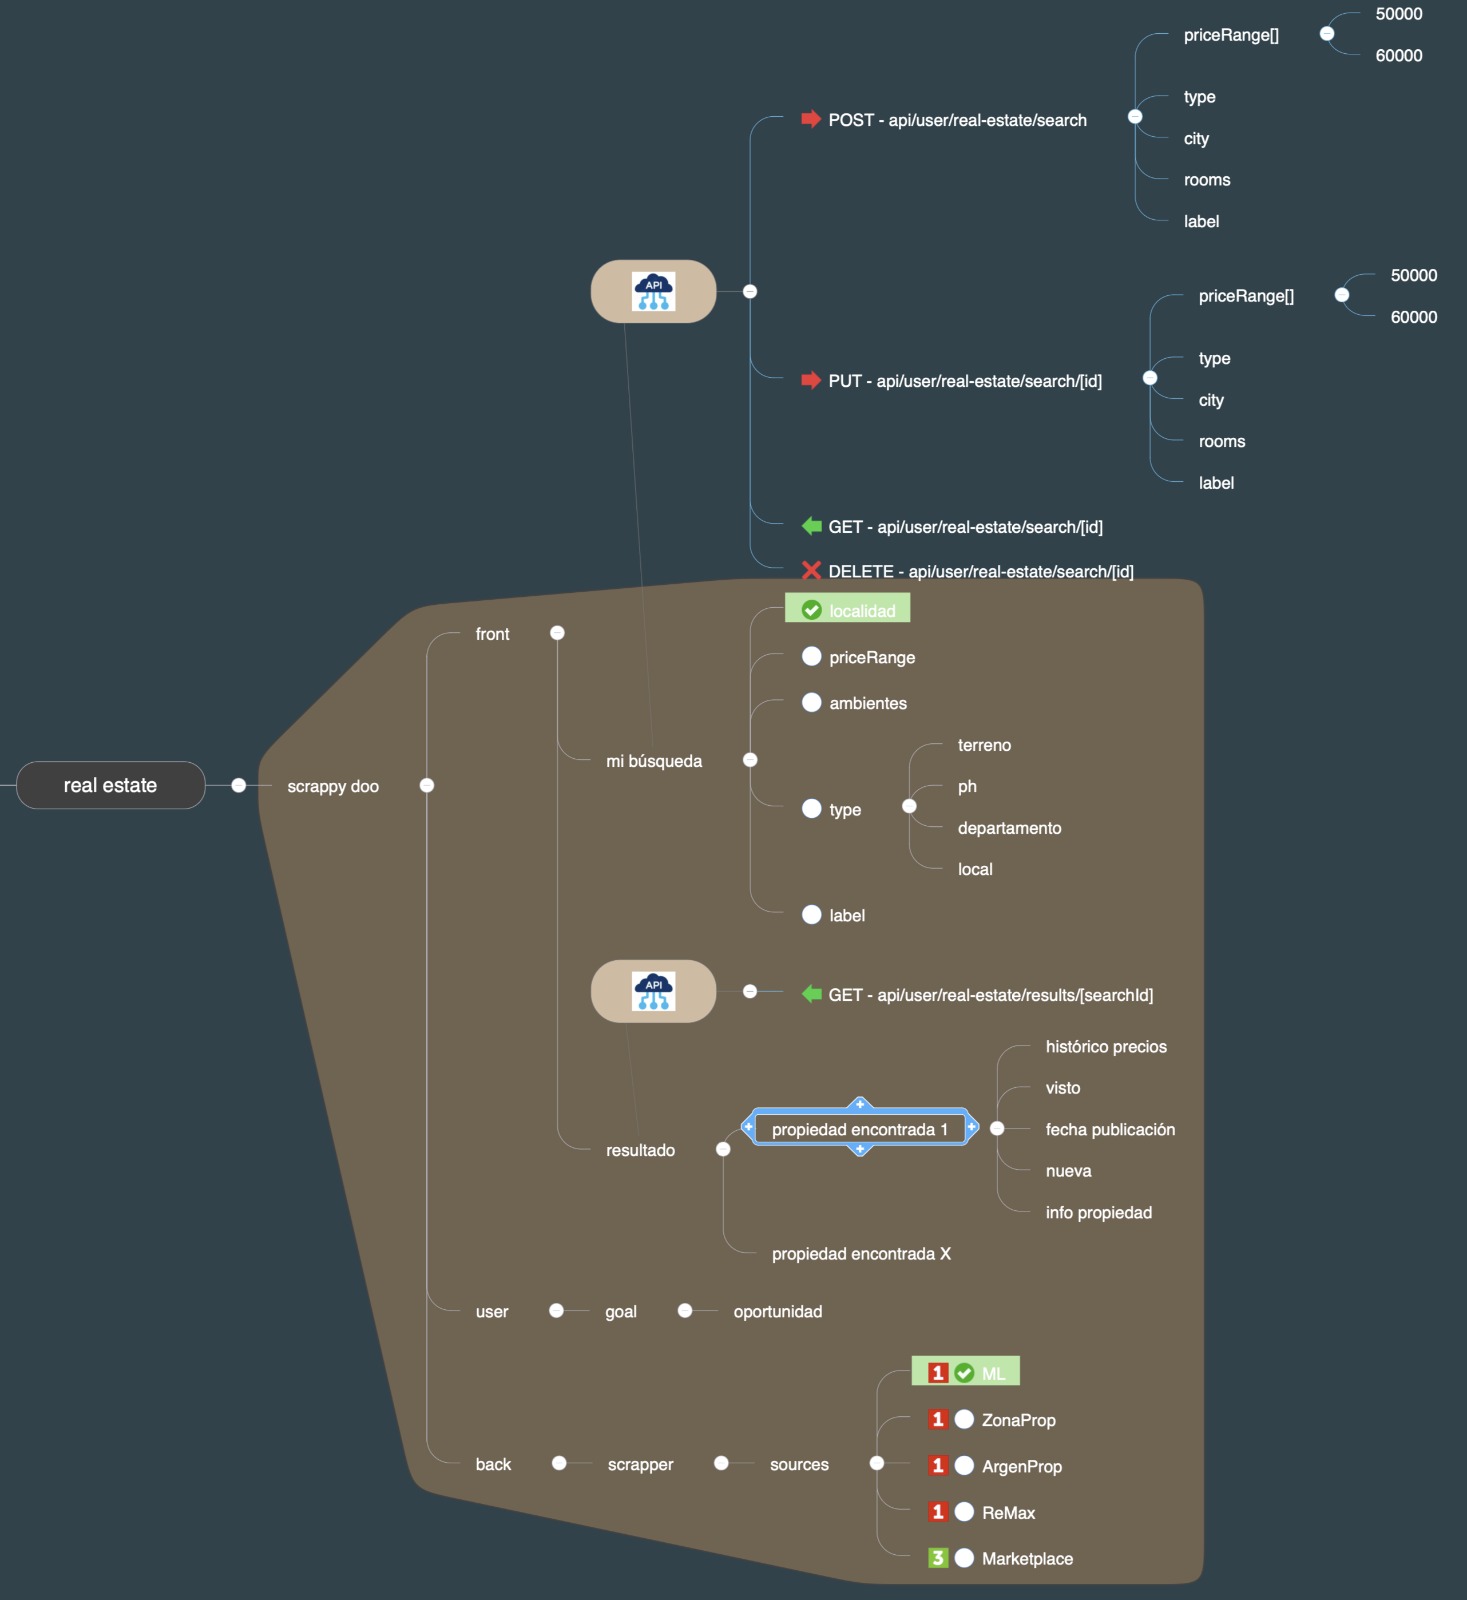 50000
priceRange[]
60000
type
POST - api/user/real-estate/search
city
rooms
label
API
50000
priceRange[]
60000
type
PUT - api/user/real-estate/search/[id]
city
rooms
label
GET - api/user/real-estate/search/[id]
DELETE - api/user/real-estate/search/[id]
localidad
front
priceRange
ambientes
terreno
mi búsqueda
real estate
scrappy doo
ph
type
departamento
local
label
API
GET - api/user/real-estate/results/[searchId]
histórico precios
visto
propiedad encontrada 1
fecha publicación
resultado
nueva
info propiedad
propiedad encontrada X
user
goal
oportunidad
1 ML
1 ZonaProp
back
scrapper
sources
1 ArgenProp
1 ReMax
3 Marketplace